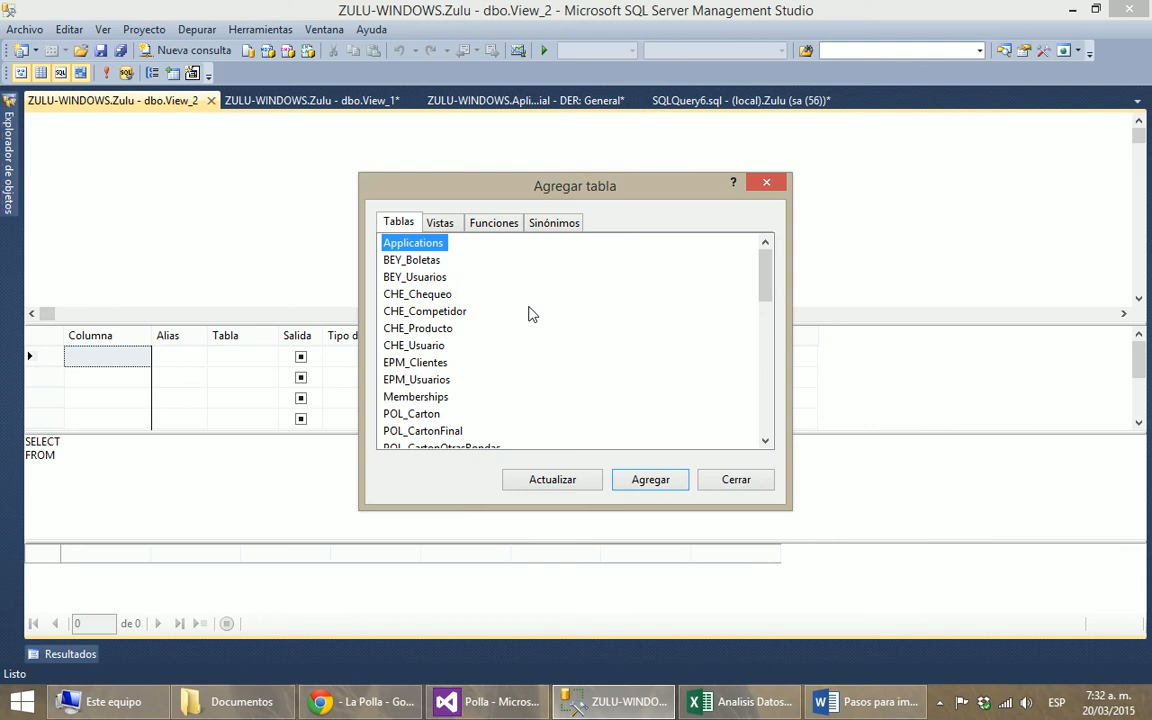 ZULU-WINDOWS.Zulu - dbo.View_2 - Microsoft SQL Server Management Studio
Archivo Editar Ver Proyecto Depurar Herramientas Ventana Ayuda
Nueva consulta
ZULU-WINDOWS.Zulu - dbo.View_2 ZULU-WINDOWS.Zulu - dbo.View_1* ZULU-WINDOWS.Apli...ial - DER: General* SQLQuery6.sql - (local).Zulu (sa (56))*
Explorador de objetos
Agregar tabla
?
Tablas Vistas Funciones Sinónimos
Applications
BEY_Boletas
BEY_Usuarios
CHE_Chequeo
CHE_Competidor
CHE_Producto
CHE_Usuario
EPM_Clientes
EPM_Usuarios
Memberships
POL_Carton
POL_CartonFinal
POL_CartonOtrasRondas
Actualizar Agregar Cerrar
Columna Alias Tabla Salida Tipo d
SELECT
FROM
0 de 0
Resultados
Listo
Este equipo Documentos - La Polla - Go... Polla - Micros... ZULU-WINDO... Analisis Datos... Pasos para im... ESP 7:32 a. m.
20/03/2015